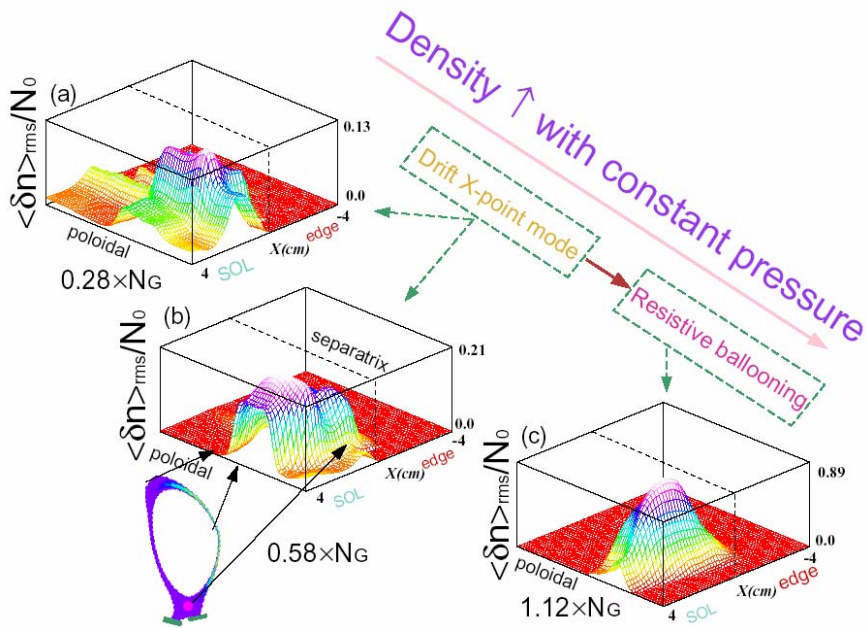 Density ↑ with constant pressure
Drift X-point mode
Resistive ballooning
(a)
<δn>rms/N0
0.13
0.0
-4
edge
X(cm)
SOL
4
poloidal
0.28×NG
(b)
<δn>rms/N0
separatrix
0.21
0.0
-4
edge
X(cm)
SOL
4
poloidal
0.58×NG
(c)
<δn>rms/N0
0.89
0.0
-4
edge
X(cm)
SOL
4
poloidal
1.12×NG